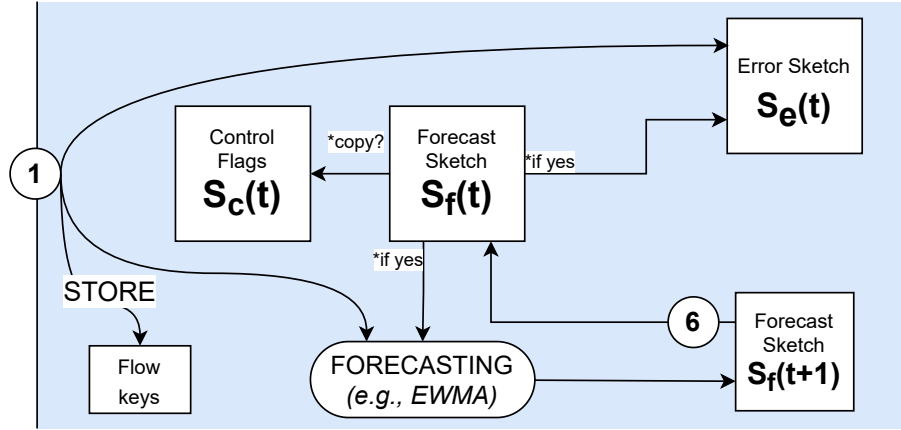 Error Sketch
Se(t)
Control
Flags
Sc(t)
*copy?
Forecast
Sketch
Sf(t)
*if yes
1
*if yes
STORE
6
Forecast
Sketch
Sf(t+1)
Flow
keys
FORECASTING
(e.g., EWMA)